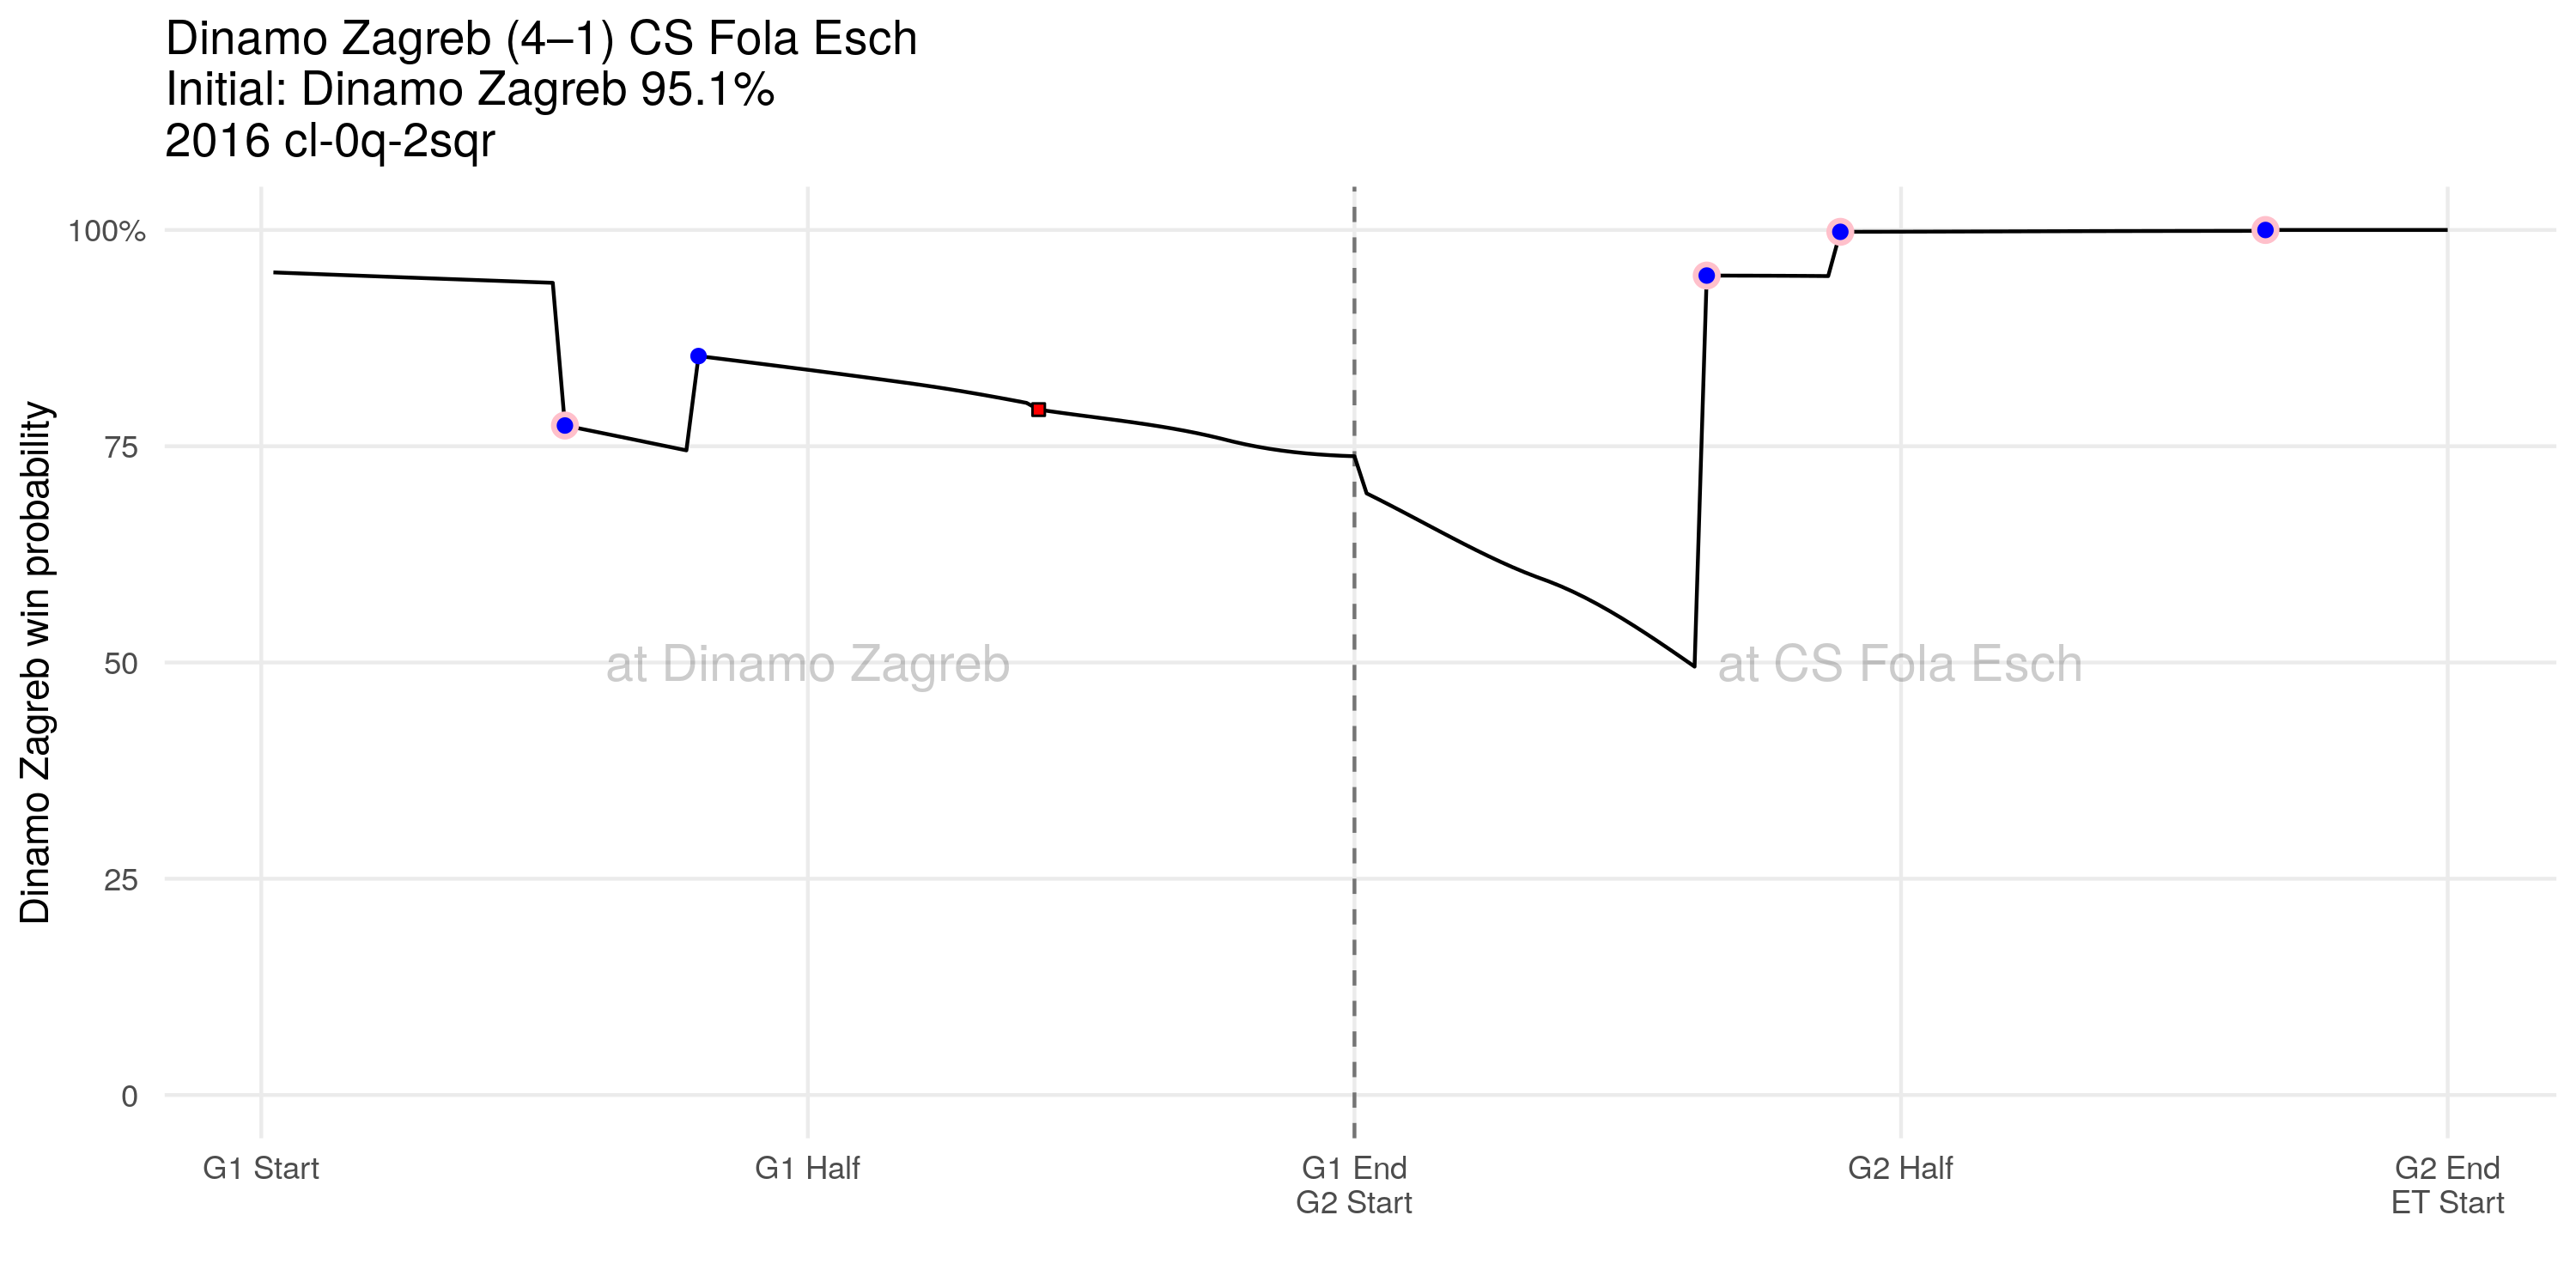 Dinamo Zagreb (4–1) CS Fola Esch
Initial: Dinamo Zagreb 95.1%
2016 cl-0q-2sqr
Dinamo Zagreb win probability
100%
75
50
25
0
at Dinamo Zagreb
at CS Fola Esch
G1 Start
G1 Half
G1 End
G2 Start
G2 Half
G2 End
ET Start